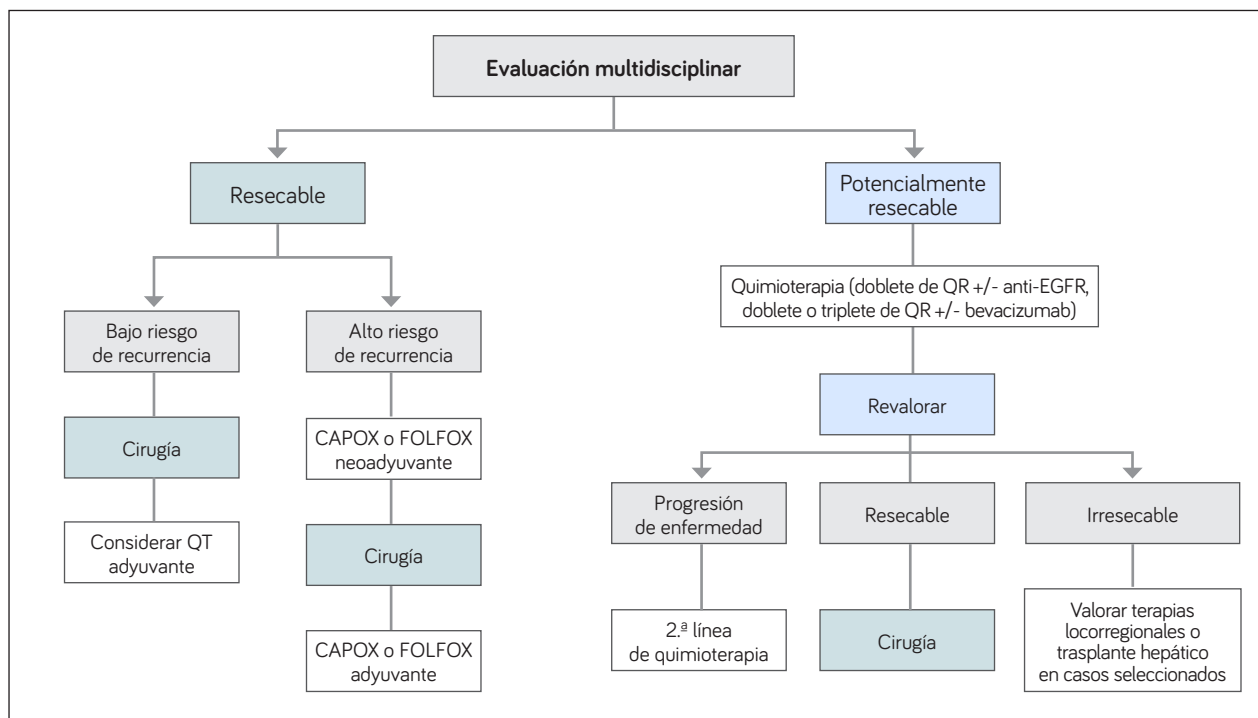 Evaluación multidisciplinar
Resecable
Potencialmente
resecable
Bajo riesgo
de recurrencia
Alto riesgo
de recurrencia
Quimioterapia (doblete de QR +/- anti-EGFR,
doblete o triplete de QR +/- bevacizumab)
Cirugía
CAPOX o FOLFOX
neoadyuvante
Revalorar
Considerar QT
adyuvante
Cirugía
Progresión
de enfermedad
Resecable
Irresecable
CAPOX o FOLFOX
adyuvante
2.ª línea
de quimioterapia
Cirugía
Valorar terapias
locorregionales o
trasplante hepático
en casos seleccionados